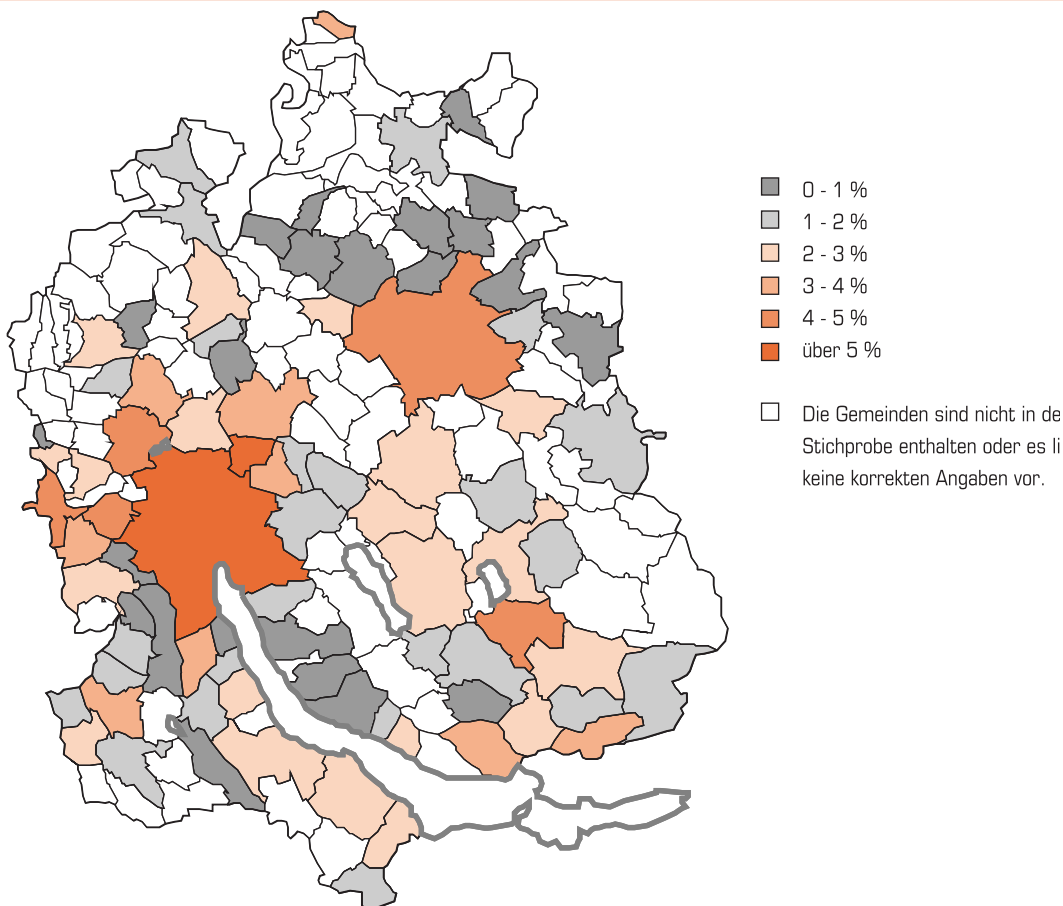 0 - 1 %
1 - 2 %
2 - 3 %
3 - 4 %
4 - 5 %
über 5 %
Die Gemeinden sind nicht in de
Stichprobe enthalten oder es li
keine korrekten Angaben vor.